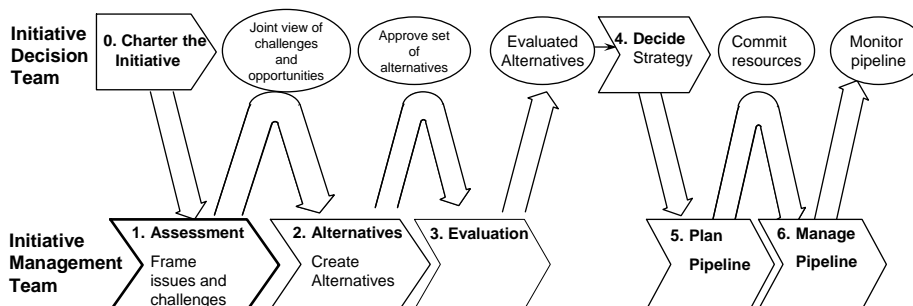 Initiative
Decision
Team
0. Charter the
Initiative
Joint view of
challenges
and
opportunities
Approve set
of
alternatives
Evaluated
Alternatives
4. Decide
Strategy
Commit
resources
Monitor
pipeline
Initiative
Management
Team
1. Assessment
Frame
issues and
challenges
2. Alternatives
Create
Alternatives
3. Evaluation
5. Plan
Pipeline
6. Manage
Pipeline